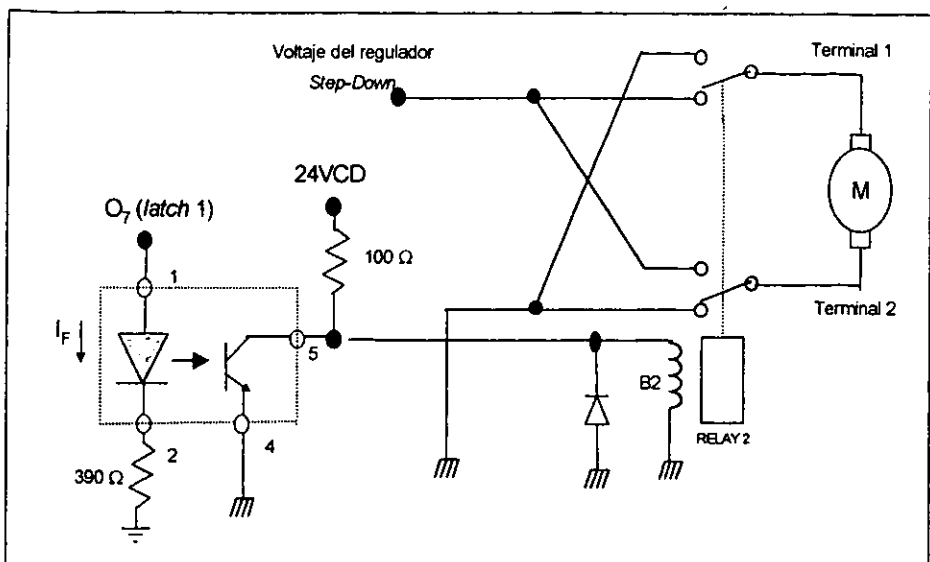 Voltaje del regulador
Step-Down
Terminal 1
24VCD
O7 (latch 1)
100 Ω
M
1
IF
5
Terminal 2
B2
2
4
RELAY 2
390 Ω